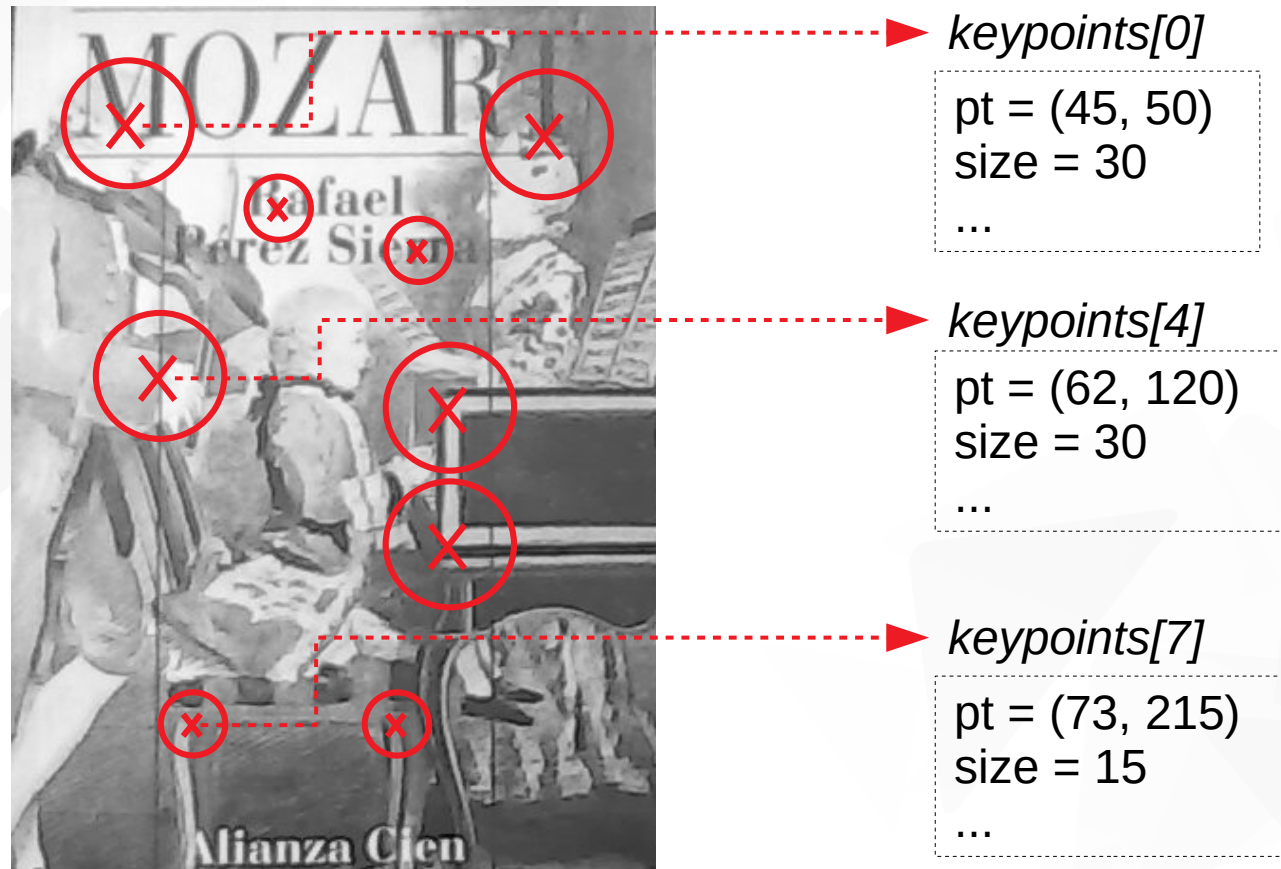 MOZART
Rafael
Pérez Sierra
Alianza Cien
keypoints[0]
pt = (45, 50)
size = 30
...
keypoints[4]
pt = (62, 120)
size = 30
...
keypoints[7]
pt = (73, 215)
size = 15
...